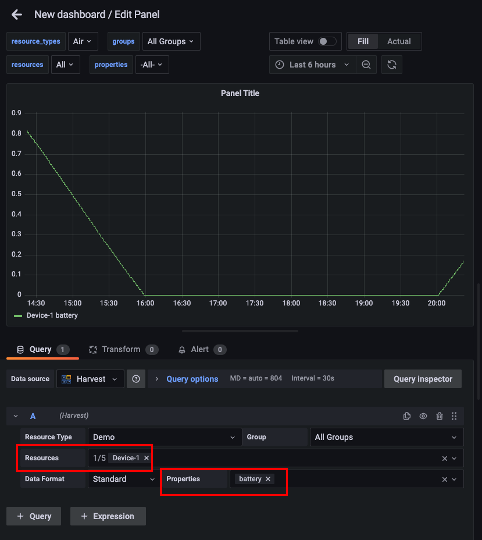 New dashboard / Edit Panel
resource_types Air groups All Groups Table view Fill Actual
resources All properties -All- Last 6 hours
Panel Title
0.9
0.8
0.7
0.6
0.5
0.4
0.3
0.2
0.1
0
14:30 15:00 15:30 16:00 16:30 17:00 17:30 18:00 18:30 19:00 19:30 20:00
Device-1 battery
Query 1 Transform 0 Alert 0
Data source Harvest Query options MD = auto = 804 Interval = 30s Query inspector
A (Harvest)
Resource Type Demo Group All Groups
Resources 1/5 Device-1
Data Format Standard Properties battery
+ Query + Expression